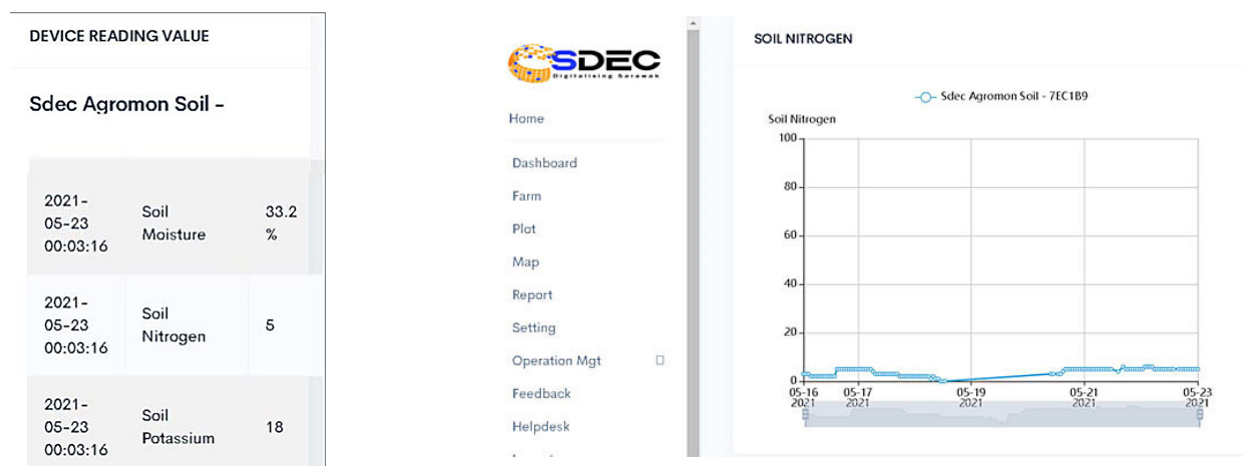 DEVICE READING VALUE
Sdec Agromon Soil -
2021-
05-23
00:03:16
Soil
Moisture
33.2
%
2021-
05-23
00:03:16
Soil
Nitrogen
5
2021-
05-23
00:03:16
Soil
Potassium
18
SDEC
Digitalising Sarawak
Home
Dashboard
Farm
Plot
Map
Report
Setting
Operation Mgt
Feedback
Helpdesk
SOIL NITROGEN
Sdec Agromon Soil - 7EC1B9
Soil Nitrogen
100
80
60
40
20
0
05-16 05-17 05-19 05-21 05-23
2021 2021 2021 2021 2021